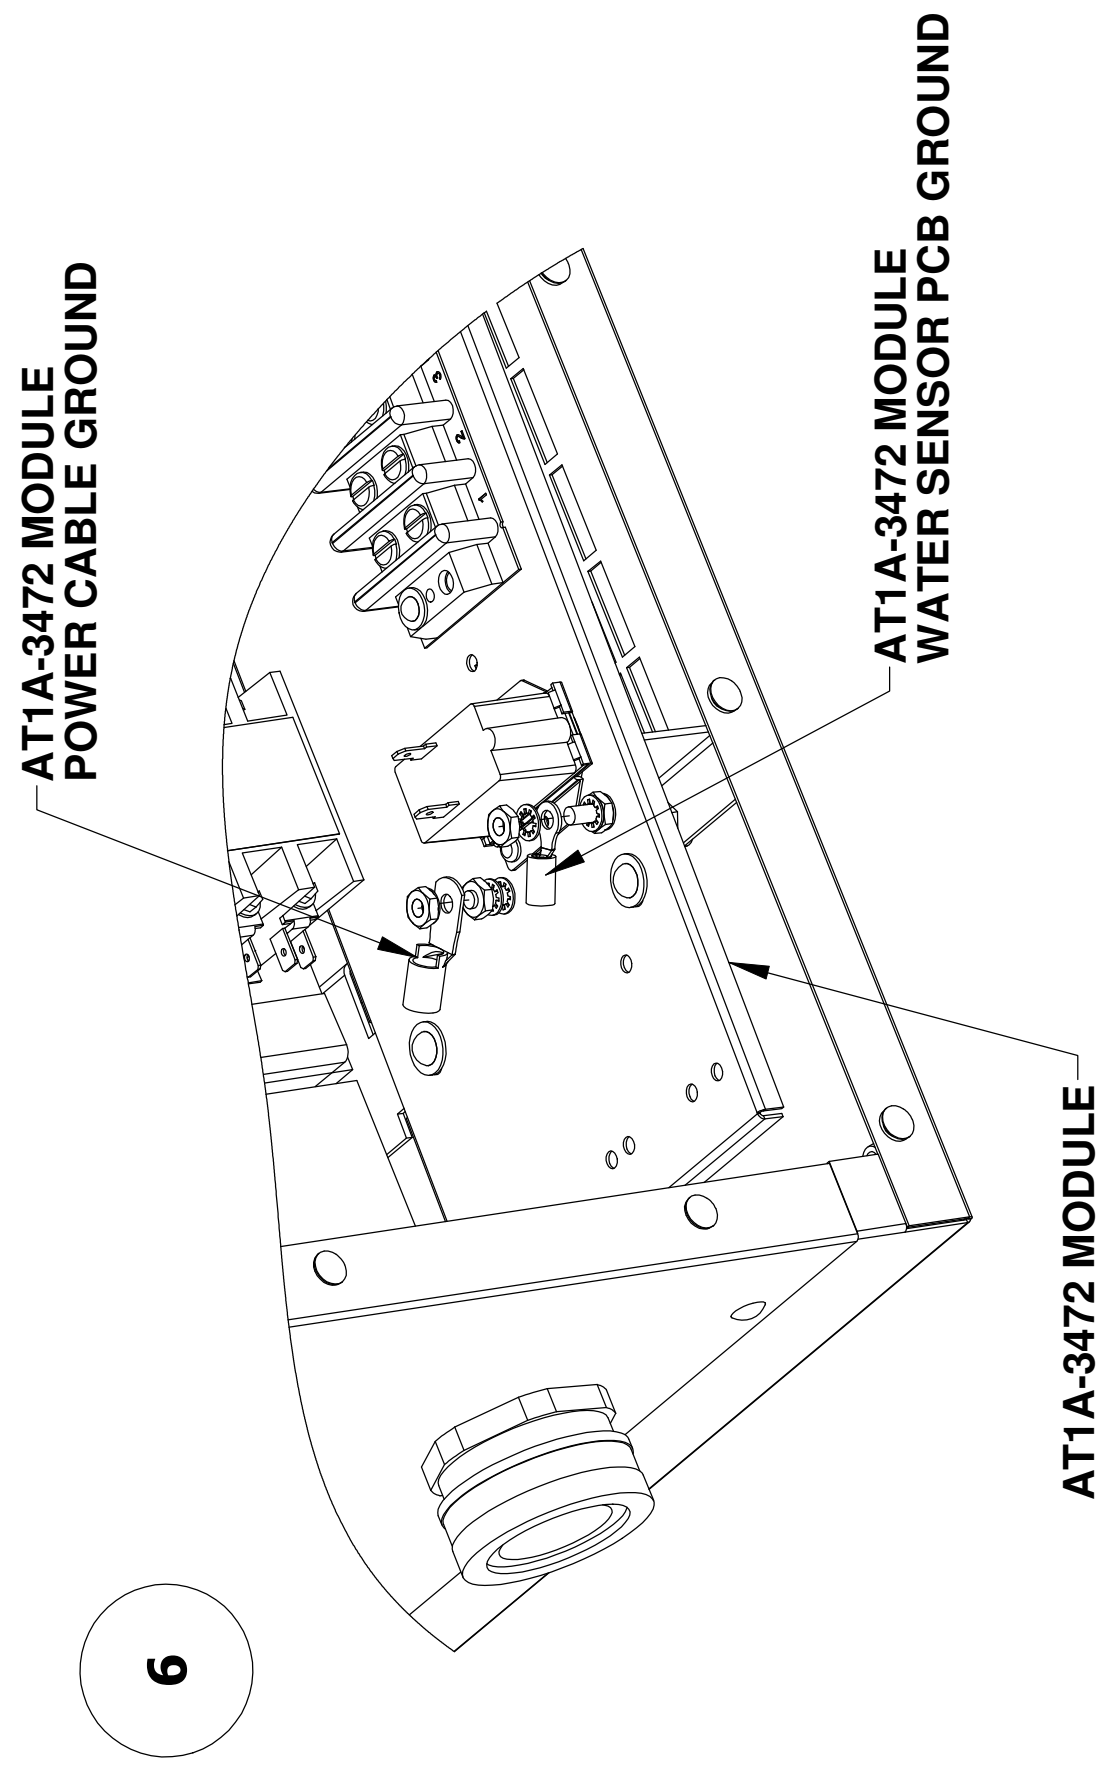 AT1A-3472 MODULE
POWER CABLE GROUND
6
3
2
1
AT1A-3472 MODULE
WATER SENSOR PCB GROUND
AT1A-3472 MODULE